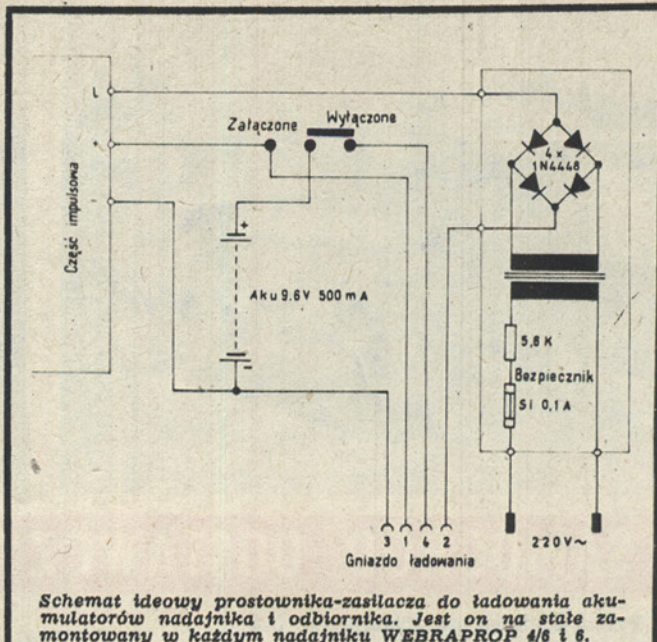 L
Załączone
Wyłączone
+
-
Część impulsowa
4 x
1N4448
+
Aku 9.6V 500 mA
-
5,6 K
Bezpiecznik
SI 0,1 A
3 1 4 2
Gniazdo ładowania
220V~
Schemat ideowy prostownika-zasilacza do ładowania aku-
mulatorów nadajnika i odbiornika. Jest on na stałe za-
montowany w każdym nadajniku WEBRAPROP 4/6 i 6.